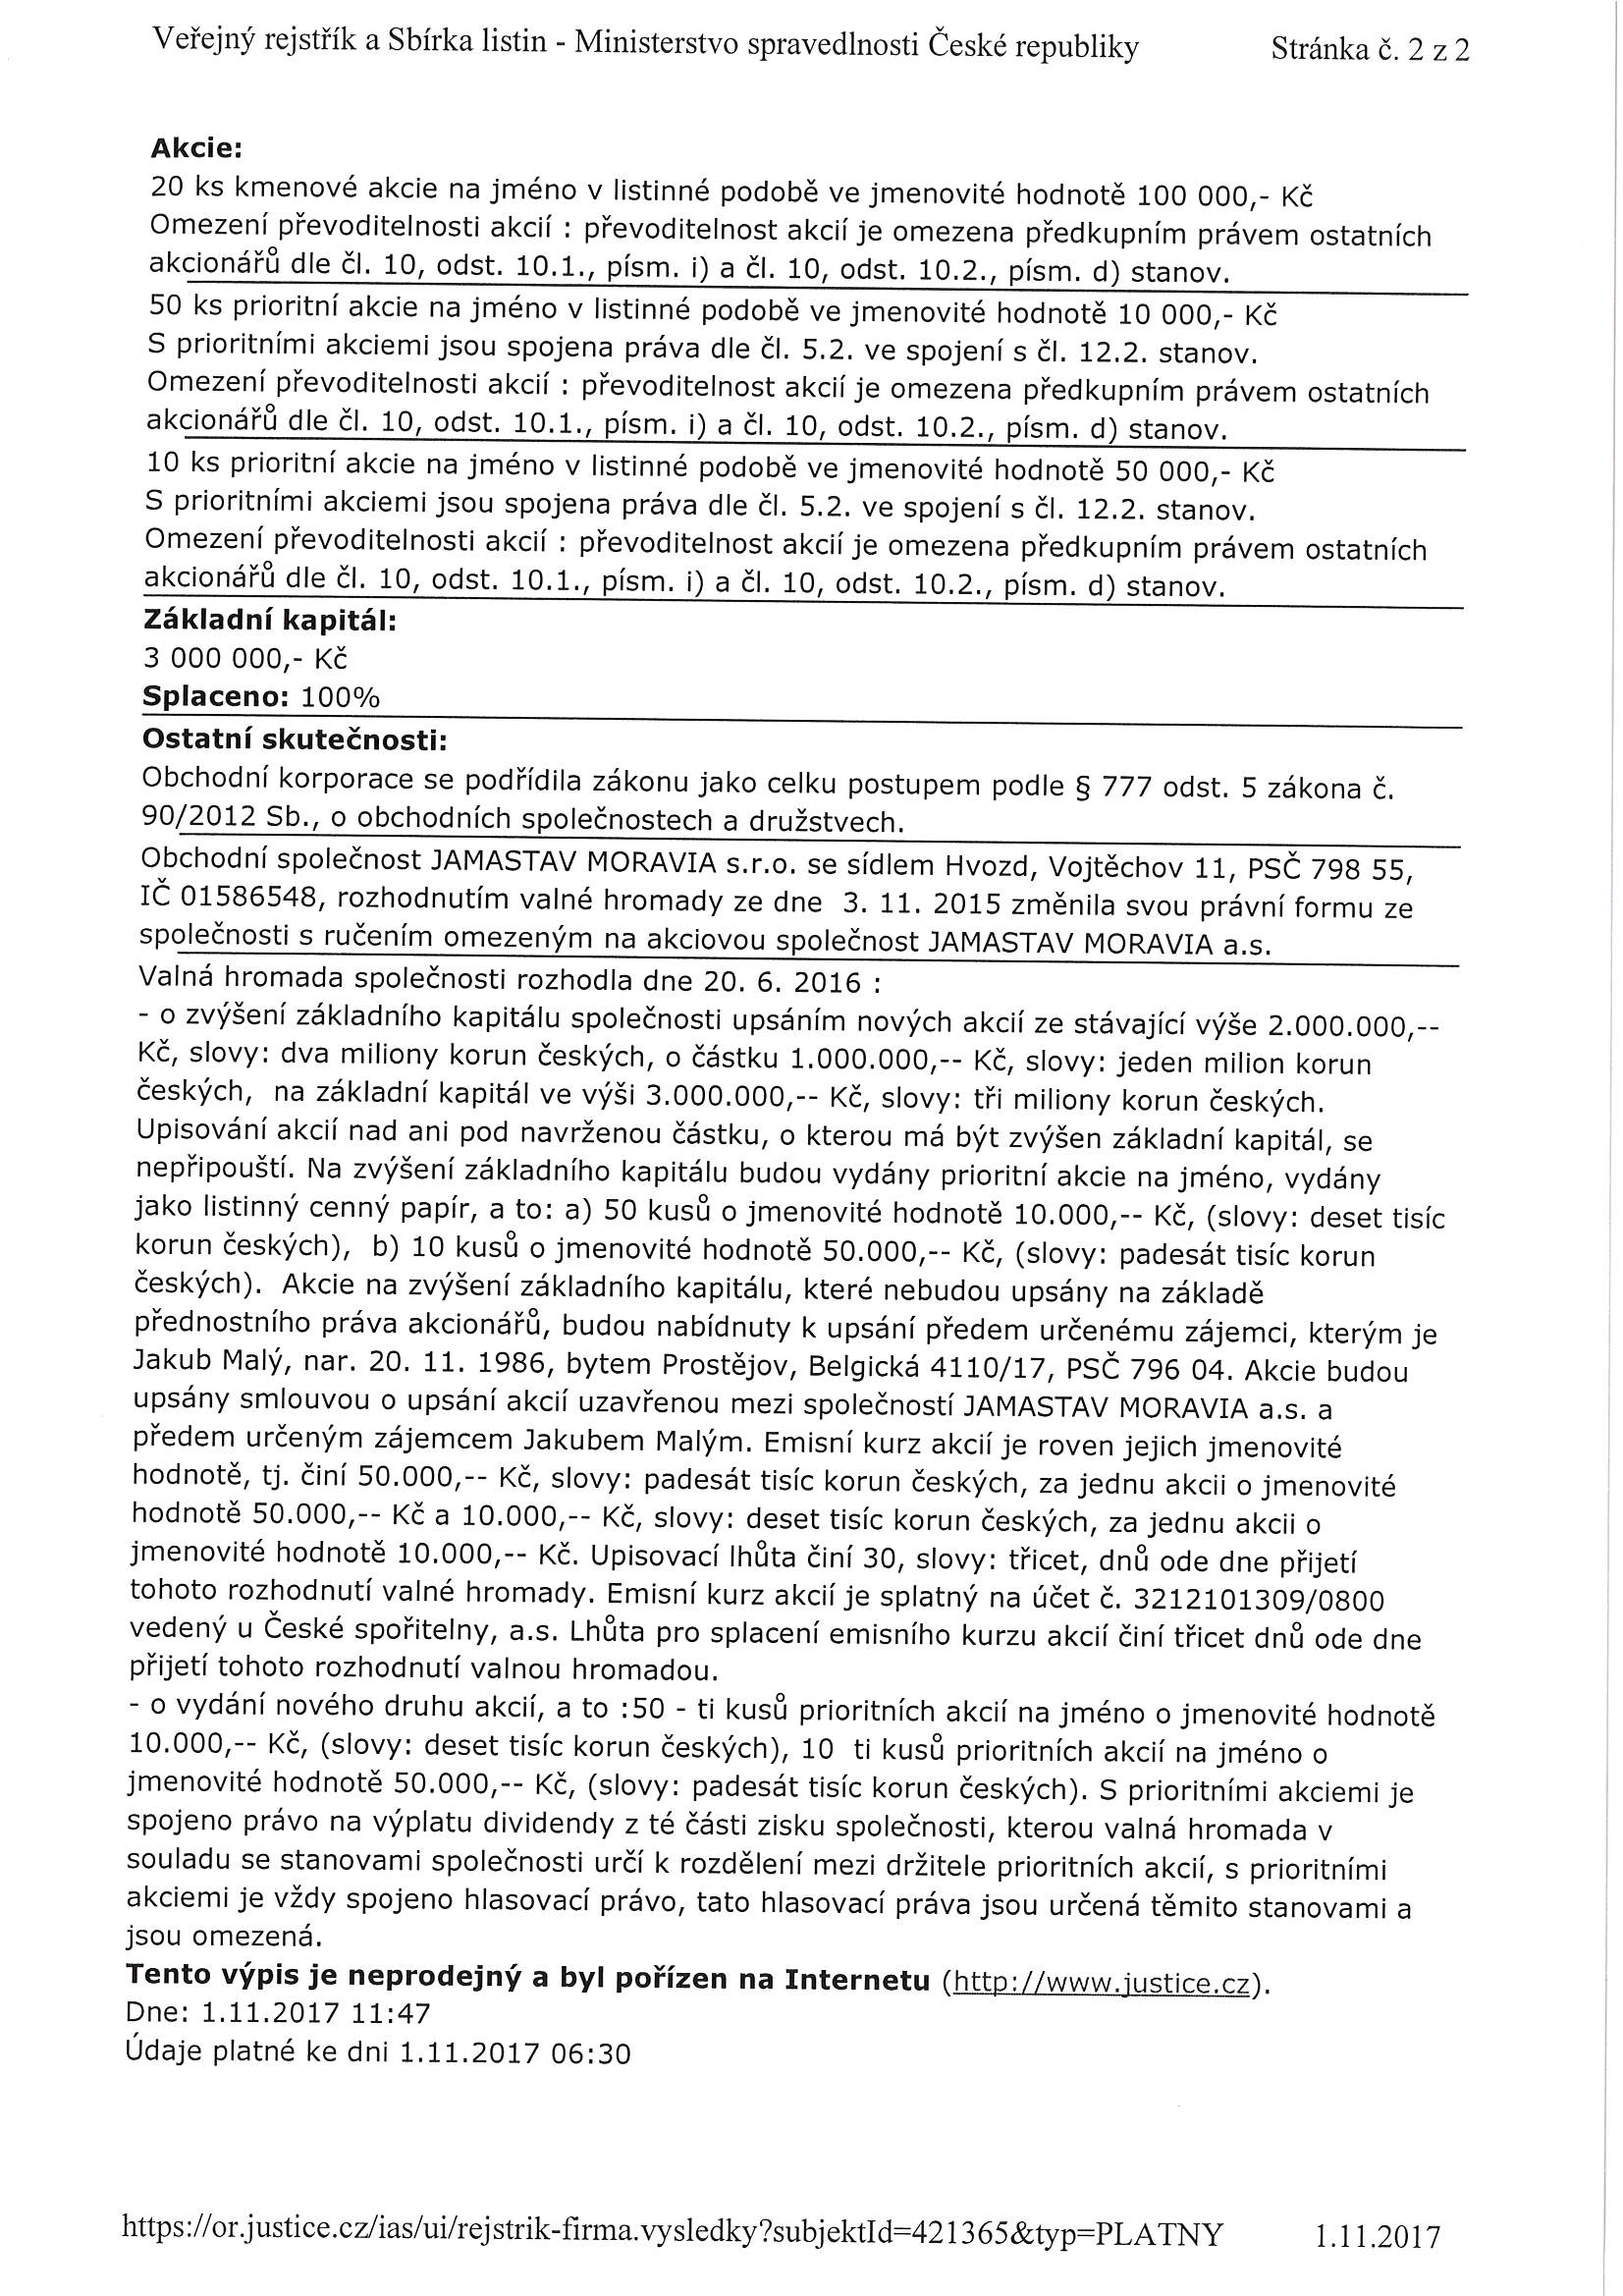 Veřejný rejstřík a Sbírka listin - Ministerstvo spravedlnosti České republiky Stránka č. 2 z 2
Akcie:
20 ks kmenové akcie na jméno v listinné podobě ve jmenovité hodnotě 100 000,- Kč
Omezení převoditelnosti akcií : převoditelnost akcií je omezena předkupním právem ostatních
akcionářů dle čl. 10, odst. 10.1., písm. i) a čl. 10, odst. 10.2., písm. d) stanov.
50 ks prioritní akcie na jméno v listinné podobě ve jmenovité hodnotě 10 000,- Kč
S prioritními akciemi jsou spojena práva dle čl. 5.2. ve spojení s čl. 12.2. stanov.
Omezení převoditelnosti akcií : převoditelnost akcií je omezena předkupním právem ostatních
akcionářů dle čl. 10, odst. 10.1., písm. i) a čl. 10, odst. 10.2., písm. d) stanov.
10 ks prioritní akcie na jméno v listinné podobě ve jmenovité hodnotě 50 000,- Kč
S prioritními akciemi jsou spojena práva dle čl. 5.2. ve spojení s čl. 12.2. stanov.
Omezení převoditelnosti akcií : převoditelnost akcií je omezena předkupním právem ostatních
akcionářů dle čl. 10, odst. 10.1., písm. i) a čl. 10, odst. 10.2., písm. d) stanov.
Základní kapitál:
3 000 000,- Kč
Splaceno: 100%
Ostatní skutečnosti:
Obchodní korporace se podřídila zákonu jako celku postupem podle § 777 odst. 5 zákona č.
90/2012 Sb., o obchodních společnostech a družstvech.
Obchodní společnost JAMASTAV MORAVIA s.r.o. se sídlem Hvozd, Vojtěchov 11, PSČ 798 55,
IČ 01586548, rozhodnutím valné hromady ze dne  3. 11. 2015 změnila svou právní formu ze
společnosti s ručením omezeným na akciovou společnost JAMASTAV MORAVIA a.s.
Valná hromada společnosti rozhodla dne 20. 6. 2016 :
- o zvýšení základního kapitálu společnosti upsáním nových akcií ze stávající výše 2.000.000,--
Kč, slovy: dva miliony korun českých, o částku 1.000.000,-- Kč, slovy: jeden milion korun
českých,  na základní kapitál ve výši 3.000.000,-- Kč, slovy: tři miliony korun českých.
Upisování akcií nad ani pod navrženou částku, o kterou má být zvýšen základní kapitál, se
nepřipouští. Na zvýšení základního kapitálu budou vydány prioritní akcie na jméno, vydány
jako listinný cenný papír, a to: a) 50 kusů o jmenovité hodnotě 10.000,-- Kč, (slovy: deset tisíc
korun českých),  b) 10 kusů o jmenovité hodnotě 50.000,-- Kč, (slovy: padesát tisíc korun
českých).  Akcie na zvýšení základního kapitálu, které nebudou upsány na základě
přednostního práva akcionářů, budou nabídnuty k upsání předem určenému zájemci, kterým je
Jakub Malý, nar. 20. 11. 1986, bytem Prostějov, Belgická 4110/17, PSČ 796 04. Akcie budou
upsány smlouvou o upsání akcií uzavřenou mezi společností JAMASTAV MORAVIA a.s. a
předem určeným zájemcem Jakubem Malým. Emisní kurz akcií je roven jejich jmenovité
hodnotě, tj. činí 50.000,-- Kč, slovy: padesát tisíc korun českých, za jednu akcii o jmenovité
hodnotě 50.000,-- Kč a 10.000,-- Kč, slovy: deset tisíc korun českých, za jednu akcii o
jmenovité hodnotě 10.000,-- Kč. Upisovací lhůta činí 30, slovy: třicet, dnů ode dne přijetí
tohoto rozhodnutí valné hromady. Emisní kurz akcií je splatný na účet č. 3212101309/0800
vedený u České spořitelny, a.s. Lhůta pro splacení emisního kurzu akcií činí třicet dnů ode dne
přijetí tohoto rozhodnutí valnou hromadou.
- o vydání nového druhu akcií, a to :50 - ti kusů prioritních akcií na jméno o jmenovité hodnotě
10.000,-- Kč, (slovy: deset tisíc korun českých), 10  ti kusů prioritních akcií na jméno o
jmenovité hodnotě 50.000,-- Kč, (slovy: padesát tisíc korun českých). S prioritními akciemi je
spojeno právo na výplatu dividendy z té části zisku společnosti, kterou valná hromada v
souladu se stanovami společnosti určí k rozdělení mezi držitele prioritních akcií, s prioritními
akciemi je vždy spojeno hlasovací právo, tato hlasovací práva jsou určená těmito stanovami a
jsou omezená.
Tento výpis je neprodejný a byl pořízen na Internetu (http://www.justice.cz).
Dne: 1.11.2017 11:47
Údaje platné ke dni 1.11.2017 06:30
https://or.justice.cz/ias/ui/rejstrik-firma.vysledky?subjektId=421365&typ=PLATNY 1.11.2017